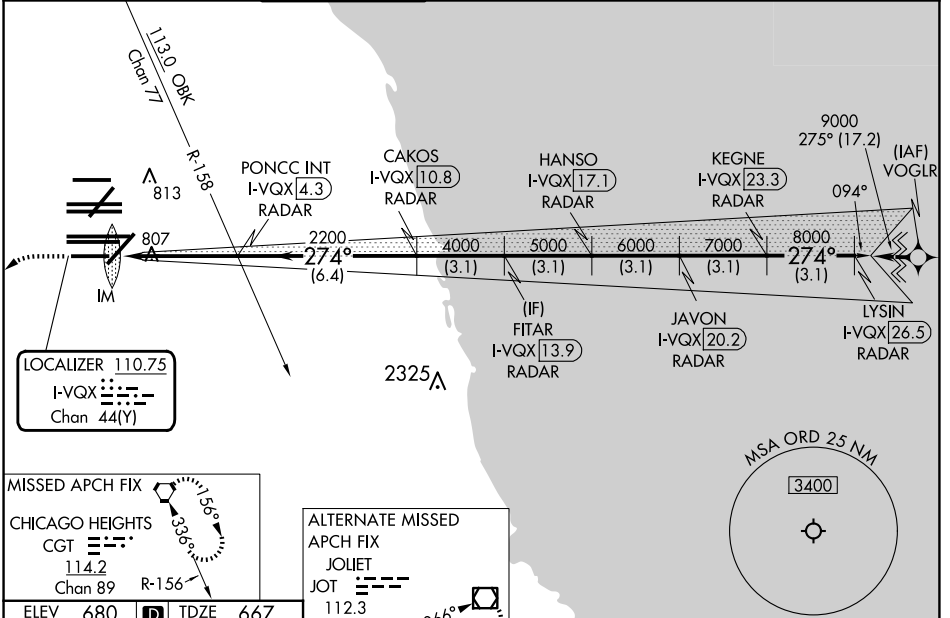 113.0 OBK
Chan 77
R-158
813
807
PONCC INT
I-VQX 4.3
RADAR
CAKOS
I-VQX 10.8
RADAR
HANSO
I-VQX 17.1
RADAR
KEGNE
I-VQX 23.3
RADAR
9000
275° (17.2)
(IAF)
VOGLR
094°
2200
274°
(6.4)
4000
(3.1)
5000
(3.1)
6000
(3.1)
7000
(3.1)
8000
274°
(3.1)
IM
(IF)
FITAR
I-VQX 13.9
RADAR
JAVON
I-VQX 20.2
RADAR
LYSIN
I-VQX 26.5
RADAR
LOCALIZER 110.75
I-VQX
Chan 44(Y)
2325
MSA ORD 25 NM
3400
MISSED APCH FIX
CHICAGO HEIGHTS
CGT
114.2
Chan 89
156°
336°
R-156
ALTERNATE MISSED
APCH FIX
JOLIET
JOT
112.3
ELEV 680 D TDZE 667